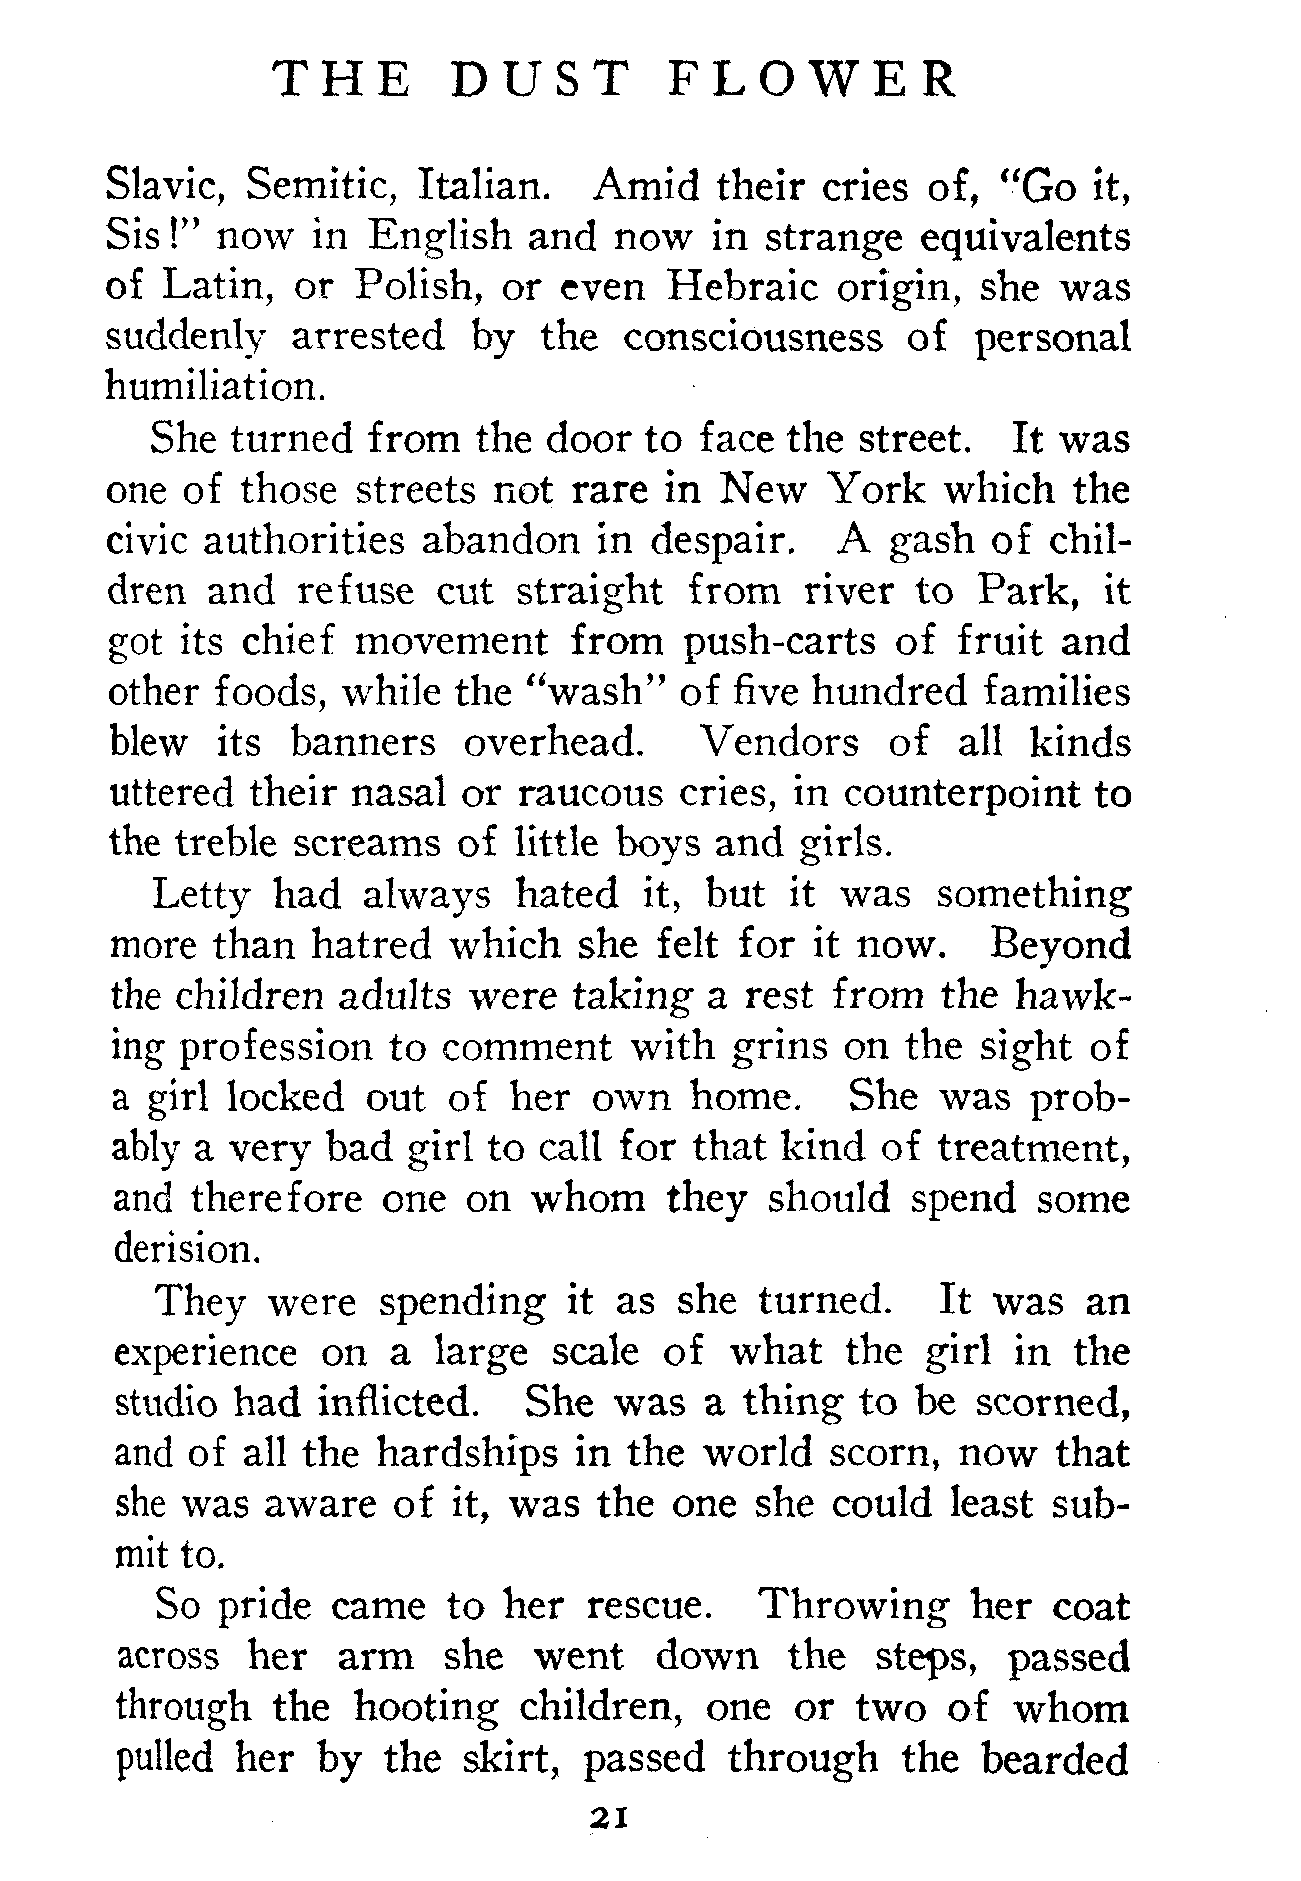 THE DUST FLOWER
Slavic, Semitic, Italian. Amid their cries of, “Go it,
Sis!” now in English and now in strange equivalents
of Latin, or Polish, or even Hebraic origin, she was
suddenly arrested by the consciousness of personal
humiliation.
She turned from the door to face the street. It was
one of those streets not rare in New York which the
civic authorities abandon in despair. A gash of chil-
dren and refuse cut straight from river to Park, it
got its chief movement from push-carts of fruit and
other foods, while the “wash” of five hundred families
blew its banners overhead. Vendors of all kinds
uttered their nasal or raucous cries, in counterpoint to
the treble screams of little boys and girls.
Letty had always hated it, but it was something
more than hatred which she felt for it now. Beyond
the children adults were taking a rest from the hawk-
ing profession to comment with grins on the sight of
a girl locked out of her own home. She was prob-
ably a very bad girl to call for that kind of treatment,
and therefore one on whom they should spend some
derision.
They were spending it as she turned. It was an
experience on a large scale of what the girl in the
studio had inflicted. She was a thing to be scorned,
and of all the hardships in the world scorn, now that
she was aware of it, was the one she could least sub-
mit to.
So pride came to her rescue. Throwing her coat
across her arm she went down the steps, passed
through the hooting children, one or two of whom
pulled her by the skirt, passed through the bearded
21